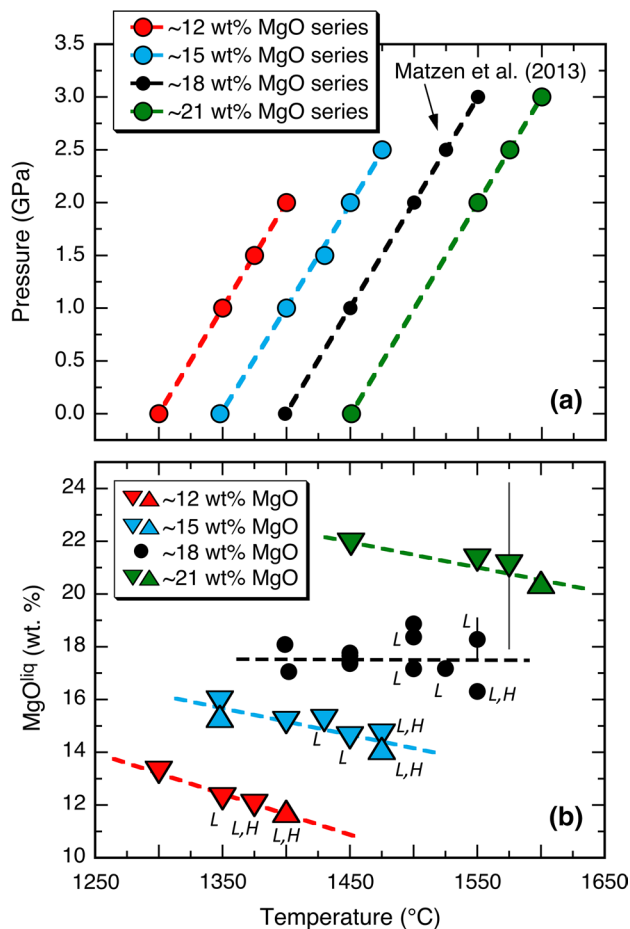 ~12 wt% MgO series
~15 wt% MgO series
~18 wt% MgO series
~21 wt% MgO series
Matzen et al. (2013)
3.5
3.0
2.5
2.0
1.5
1.0
0.5
0.0
Pressure (GPa)
(a)
~12 wt% MgO
~15 wt% MgO
~18 wt% MgO
~21 wt% MgO
24
22
20
18
16
14
12
10
MgOliq (wt. %)
L
L
L
L
L,H
L
L,H
L
L,H
L
L,H
L,H
(b)
1250
1350
1450
1550
1650
Temperature (°C)